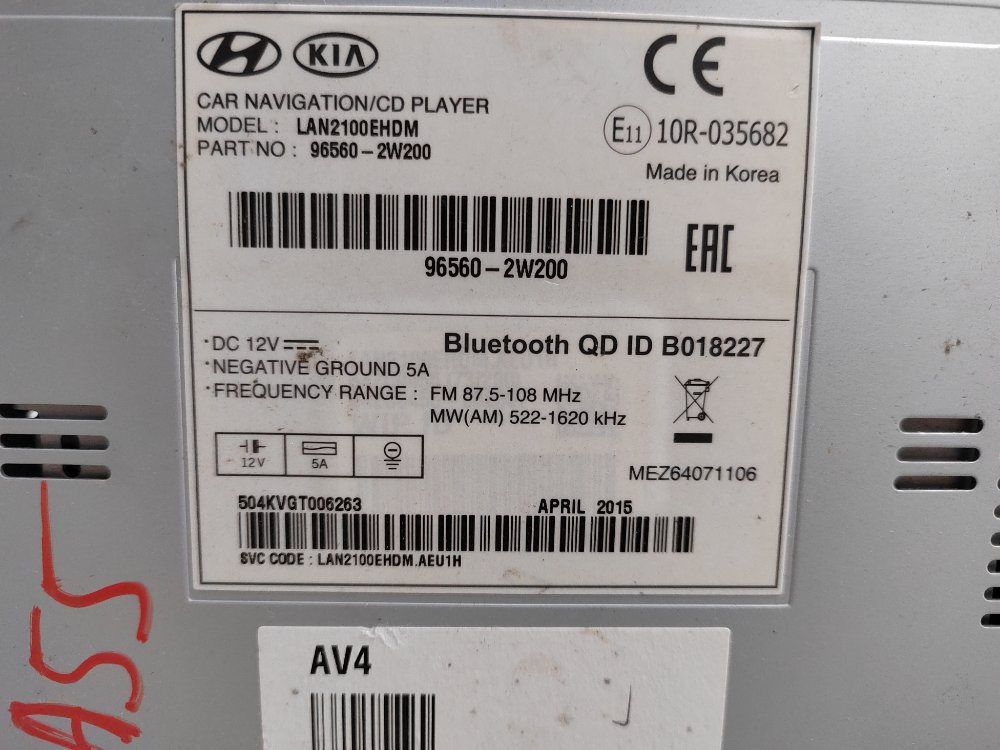 HYUNDAI KIA
CE
CAR NAVIGATION/CD PLAYER
MODEL : LAN2100EHDM
PART NO : 96560-2W200
E11 10R-035682
Made in Korea
96560-2W200
EAC
• DC 12V
• NEGATIVE GROUND 5A
• FREQUENCY RANGE : FM 87.5-108 MHz
MW(AM) 522-1620 kHz
Bluetooth QD ID B018227
12V 5A
MEZ64071106
504KVGT006263 APRIL 2015
SVC CODE : LAN2100EHDM.AEU1H
AV4
A55